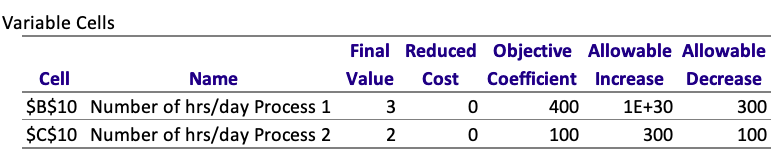 Variable Cells
Final Reduced Objective Allowable Allowable
Cell Name Value Cost Coefficient Increase Decrease
$B$10 Number of hrs/day Process 1 3 0 400 1E+30 300
$C$10 Number of hrs/day Process 2 2 0 100 300 100